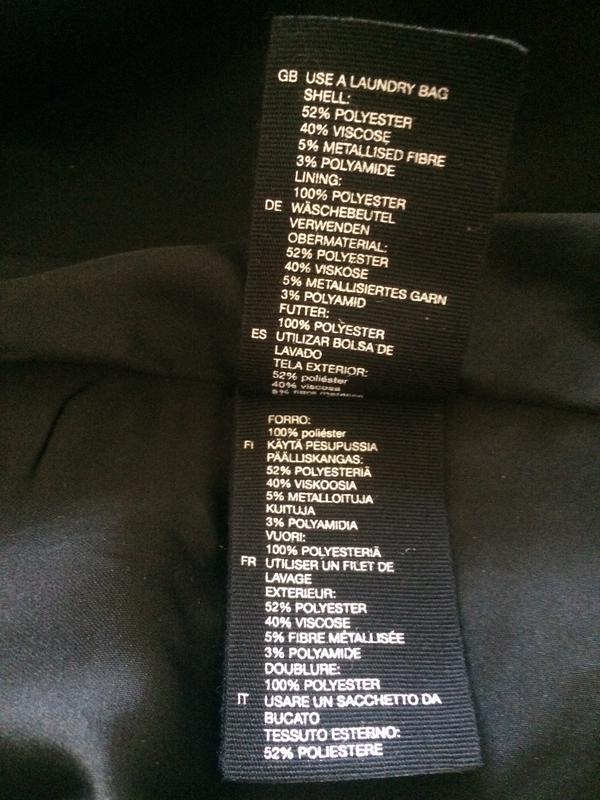 GB USE A LAUNDRY BAG
SHELL:
52% POLYESTER
40% VISCOSE
5% METALLISED FIBRE
3% POLYAMIDE
LINING:
100% POLYESTER
DE WÄSCHEBEUTEL
VERWENDEN
OBERMATERIAL:
52% POLYESTER
40% VISKOSE
5% METALLISIERTES GARN
3% POLYAMID
FUTTER:
100% POLYESTER
ES UTILIZAR BOLSA DE
LAVADO
TELA EXTERIOR:
52% poliéster
40% viscosa
5% fibra
FORRO:
100% poliéster
FI KÄYTÄ PESUPUSSIA
PÄÄLLISKANGAS:
52% POLYESTERIÄ
40% VISKOOSIA
5% METALLOITUJA
KUITUJA
3% POLYAMIDIA
VUORI:
100% POLYESTERIÄ
FR UTILISER UN FILET DE
LAVAGE
EXTERIEUR:
52% POLYESTER
40% VISCOSE
5% FIBRE MÉTALLISÉE
3% POLYAMIDE
DOUBLURE:
100% POLYESTER
IT USARE UN SACCHETTO DA
BUCATO
TESSUTO ESTERNO:
52% POLIESTERE